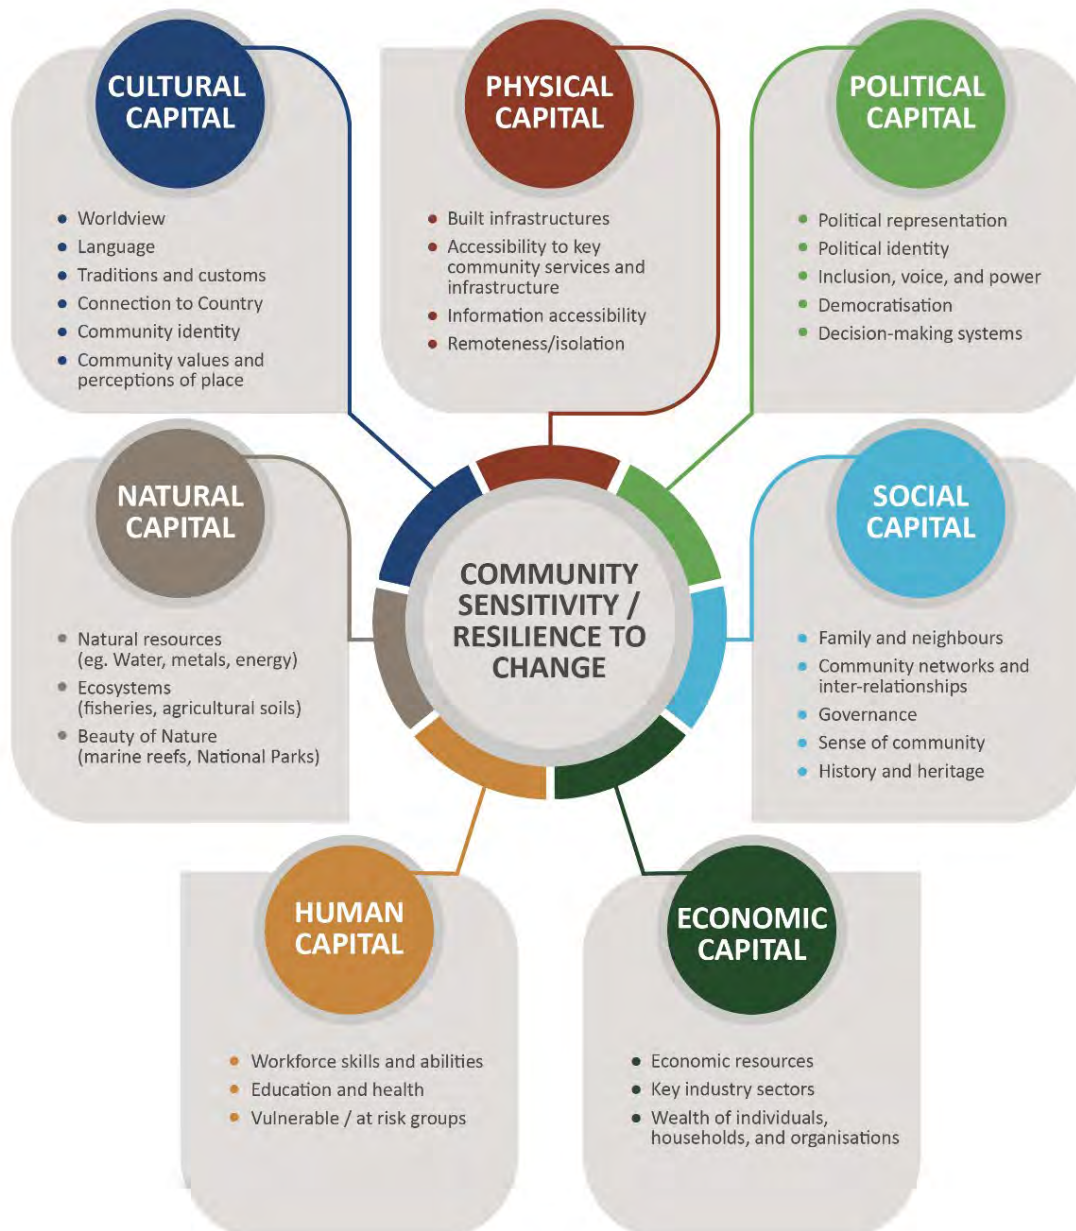 CULTURAL
CAPITAL
Worldview
Language
Traditions and customs
Connection to Country
Community identity
Community values and
perceptions of place
PHYSICAL
CAPITAL
Built infrastructures
Accessibility to key
community services and
infrastructure
Information accessibility
Remoteness/isolation
POLITICAL
CAPITAL
Political representation
Political identity
Inclusion, voice, and power
Democratisation
Decision-making systems
NATURAL
CAPITAL
Natural resources
(eg. Water, metals, energy)
Ecosystems
(fisheries, agricultural soils)
Beauty of Nature
(marine reefs, National Parks)
COMMUNITY
SENSITIVITY /
RESILIENCE TO
CHANGE
SOCIAL
CAPITAL
Family and neighbours
Community networks and
inter-relationships
Governance
Sense of community
History and heritage
HUMAN
CAPITAL
Workforce skills and abilities
Education and health
Vulnerable / at risk groups
ECONOMIC
CAPITAL
Economic resources
Key industry sectors
Wealth of individuals,
households, and organisations